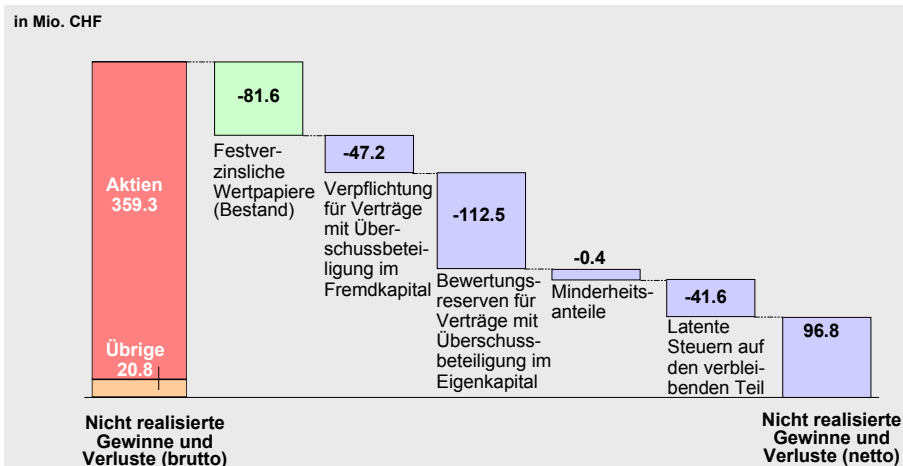 in Mio. CHF
Aktien
359.3
Übrige
20.8
Nicht realisierte
Gewinne und
Verluste (brutto)
-81.6
Festver-
zinsliche
Wertpapiere
(Bestand)
-47.2
Verpflichtung
für Verträge
mit Über-
schussbetei-
ligung im
Fremdkapital
-112.5
Bewertungs-
reserven für
Verträge mit
Überschuss-
beteiligung im
Eigenkapital
-0.4
Minderheits-
anteile
-41.6
Latente
Steuern auf
den verblei-
benden Teil
96.8
Nicht realisierte
Gewinne und
Verluste (netto)